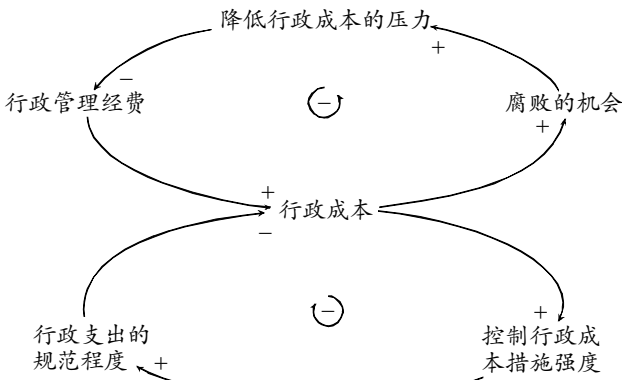 降低行政成本的压力
+
−
行政管理经费
−
腐败的机会
+
+
行政成本
−
−
+
行政支出的
规范程度
+
控制行政成
本措施强度